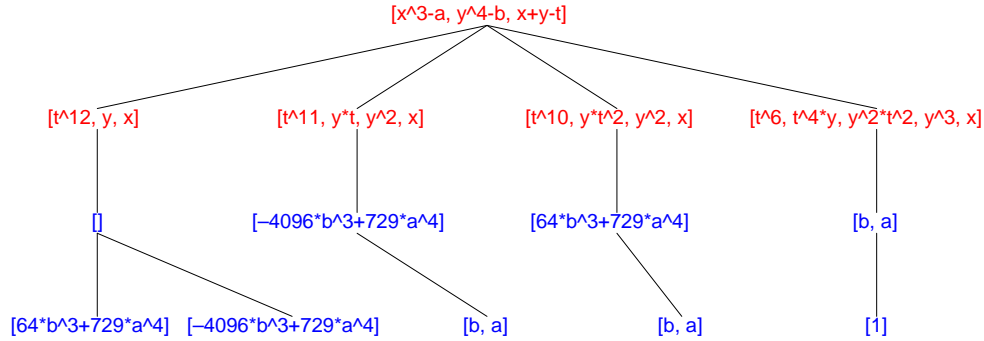 [x^3-a, y^4-b, x+y-t]
[t^12, y, x]
[t^11, y*t, y^2, x]
[t^10, y*t^2, y^2, x]
[t^6, t^4*y, y^2*t^2, y^3, x]
[]
[–4096*b^3+729*a^4]
[64*b^3+729*a^4]
[b, a]
[64*b^3+729*a^4]
[–4096*b^3+729*a^4]
[b, a]
[b, a]
[1]